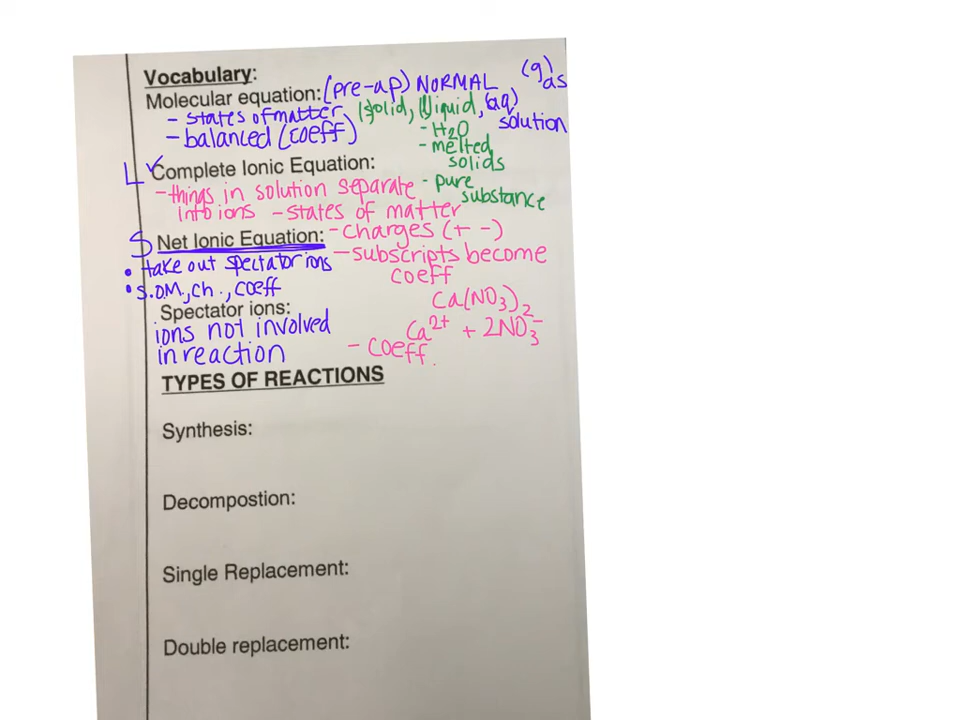 Vocabulary:
Molecular equation: (pre-ap) NORMAL (g)as
- states of matter (s)olid, (l)iquid, (aq)
solution
- balanced (coeff)
- H2O
- melted
solids
- pure
substance
L Complete Ionic Equation:
- things in solution separate
into ions - states of matter
S Net Ionic Equation: - charges (+ -)
• take out spectator ions
- subscripts become
coeff
• S.O.M., ch., coeff
Ca(NO3)2
Spectator ions:
ions not involved
in reaction
Ca2+ + 2NO3-
- coeff.
TYPES OF REACTIONS
Synthesis:
Decompostion:
Single Replacement:
Double replacement: